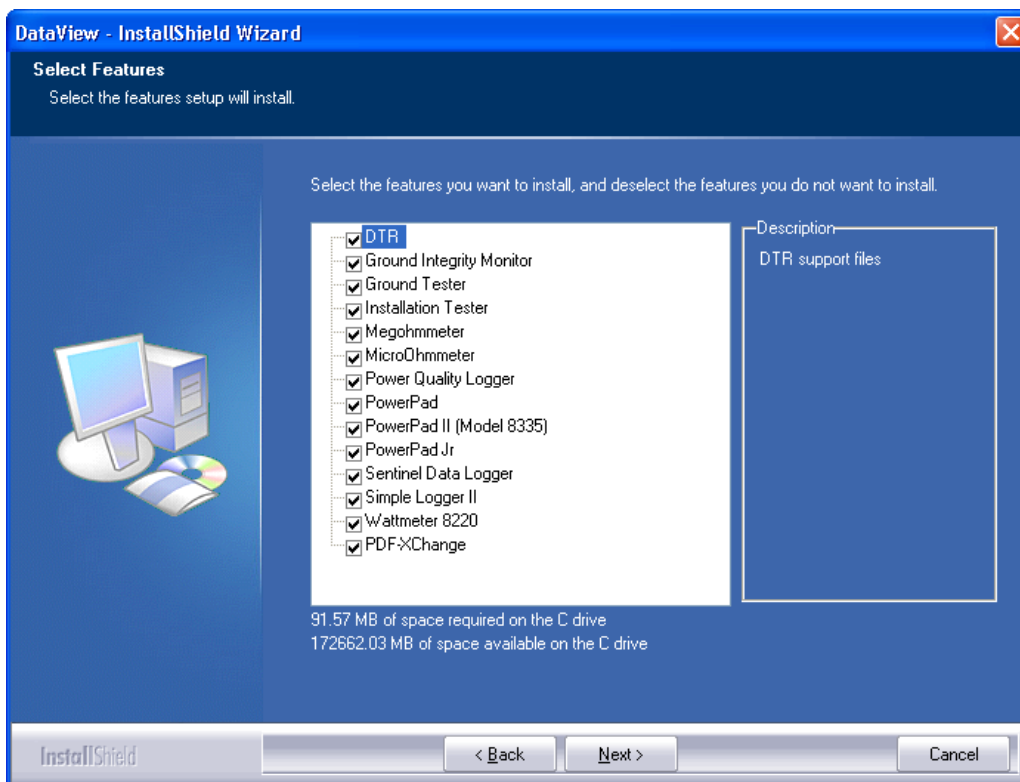 DataView - InstallShield Wizard
Select Features
Select the features setup will install.
Select the features you want to install, and deselect the features you do not want to install.
DTR
Ground Integrity Monitor
Ground Tester
Installation Tester
Megohmmeter
MicroOhmmeter
Power Quality Logger
PowerPad
PowerPad II (Model 8335)
PowerPad Jr
Sentinel Data Logger
Simple Logger II
Wattmeter 8220
PDF-XChange
Description
DTR support files
91.57 MB of space required on the C drive
172662.03 MB of space available on the C drive
InstallShield
< Back
Next >
Cancel